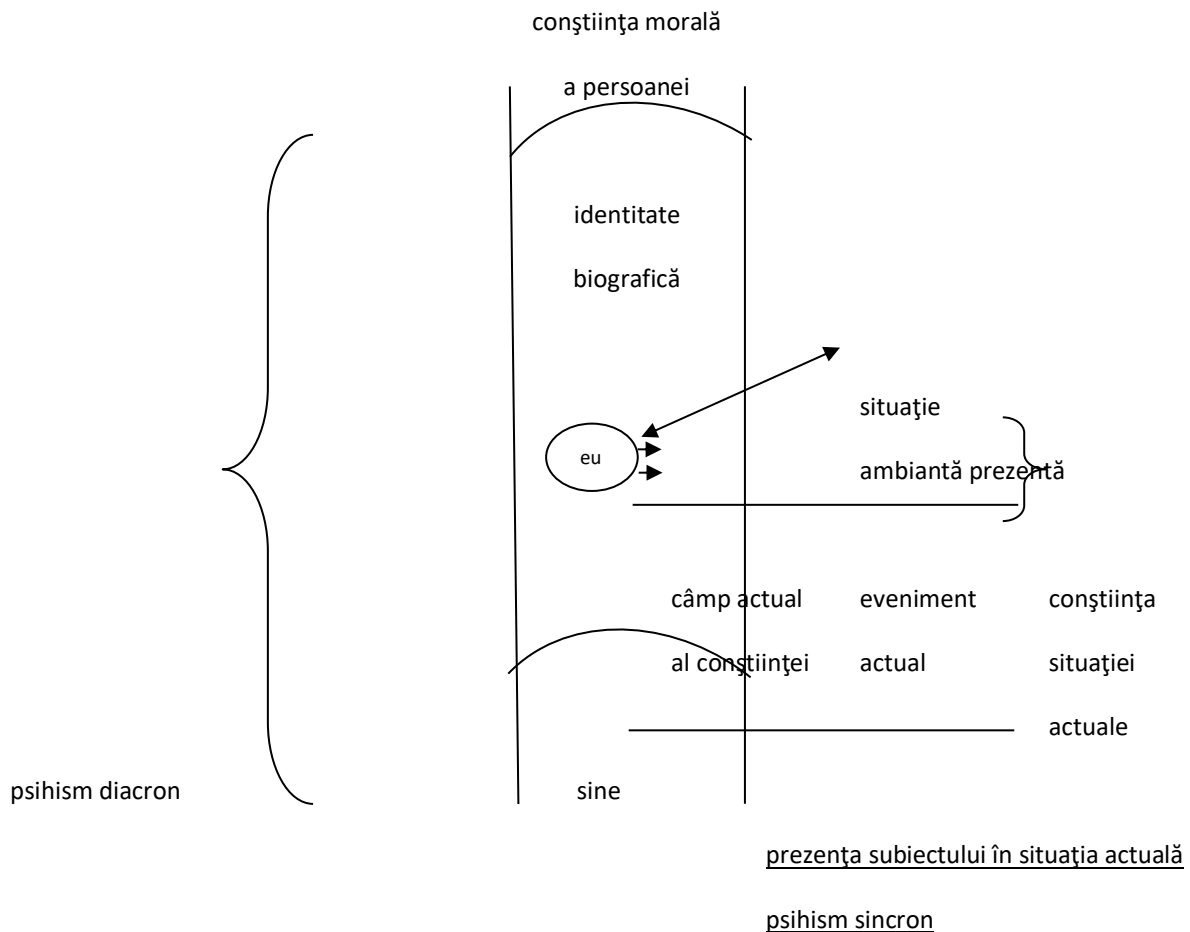 conştiinţa morală
a persoanei
identitate
biografică
situaţie
eu
ambiantă prezentă
câmp actual eveniment conştiinţa
al conştiinţei actual situaţiei
actuale
psihism diacron sine
prezenţa subiectului în situaţia actuală
psihism sincron